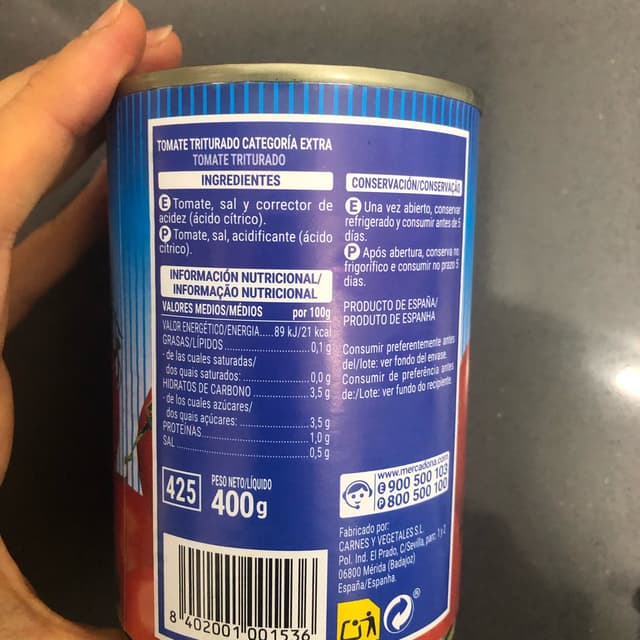 TOMATE TRITURADO CATEGORÍA EXTRA
TOMATE TRITURADO
INGREDIENTES
E Tomate, sal y corrector de
acidez (ácido cítrico).
P Tomate, sal, acidificante (ácido
cítrico).
INFORMACIÓN NUTRICIONAL/
INFORMAÇÃO NUTRICIONAL
VALORES MEDIOS/MÉDIOS por 100g
VALOR ENERGÉTICO/ENERGIA.....89 kJ/21 kcal
GRASAS/LÍPIDOS..........0,1 g
- de las cuales saturadas/
dos quais saturados:..........0,0 g
HIDRATOS DE CARBONO..........3,5 g
- de los cuales azúcares/
dos quais açúcares:..........3,5 g
PROTEÍNAS..........1,0 g
SAL..........0,5 g
425
PESO NETO/LÍQUIDO
400g
8 402001 001536
CONSERVACIÓN/CONSERVAÇÃO
E Una vez abierto, conservar
refrigerado y consumir antes de 5
días.
P Após abertura, conserva no
frigorífico e consumir no prazo 5
dias.
PRODUCTO DE ESPAÑA/
PRODUTO DE ESPANHA
Consumir preferentemente antes
del/lote: ver fondo del envase.
Consumir de preferência antes
de:/Lote: ver fundo do recipiente.
www.mercadona.com
E 900 500 103
P 800 500 100
Fabricado por:
CARNES Y VEGETALES S.L.
Pol. Ind. El Prado, C/Sevilla, parc. 1 y 2
06800 Mérida (Badajoz)
España/Espanha.
®